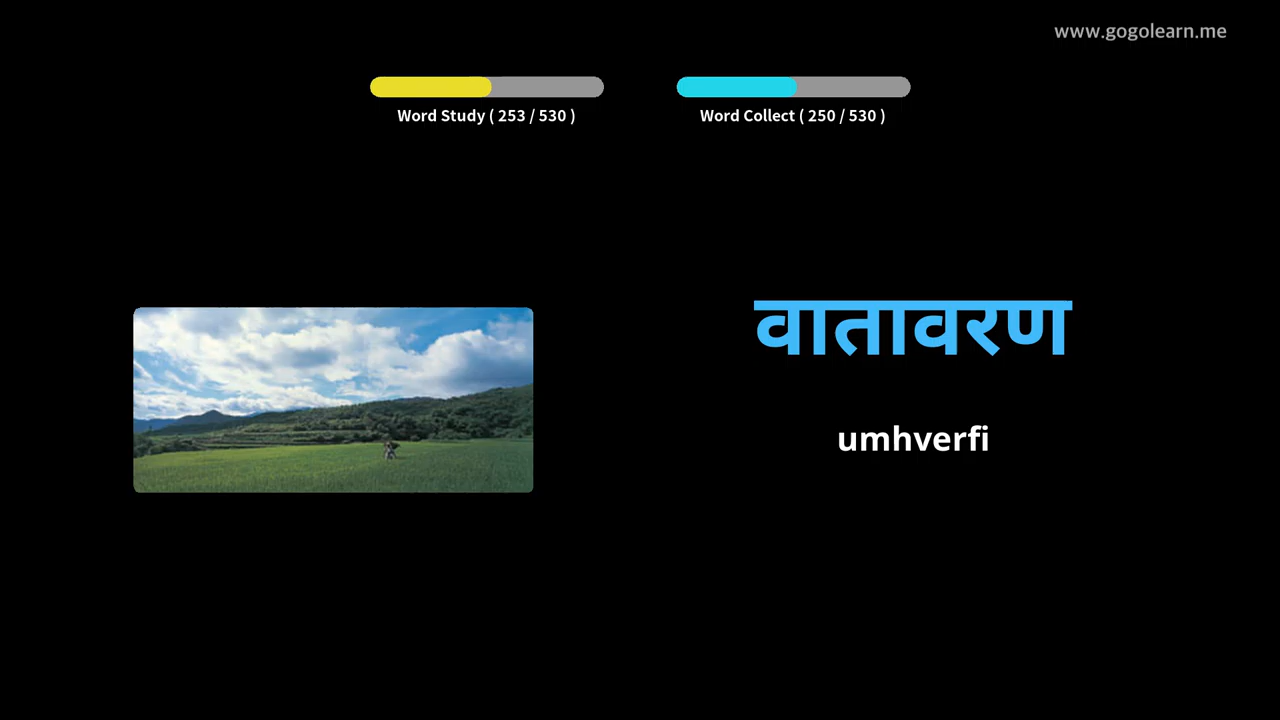 www.gogolearn.me
Word Study ( 253 / 530 )
Word Collect ( 250 / 530 )
वातावरण
umhverfi